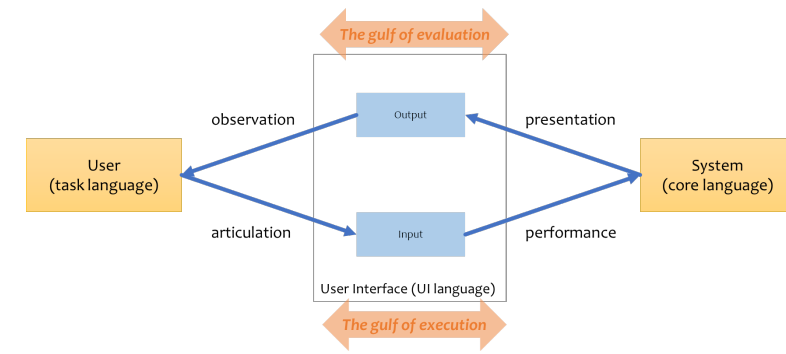 The gulf of evaluation
observation
Output
presentation
User
(task language)
System
(core language)
articulation
Input
performance
User Interface (UI language)
The gulf of execution